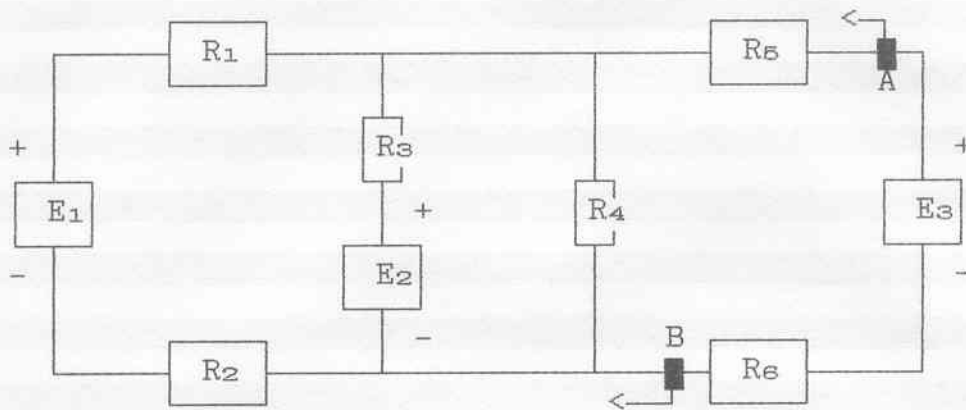 R1
R5
A
+
R3
+
E1
+
R4
E3
-
E2
-
-
B
R2
R6